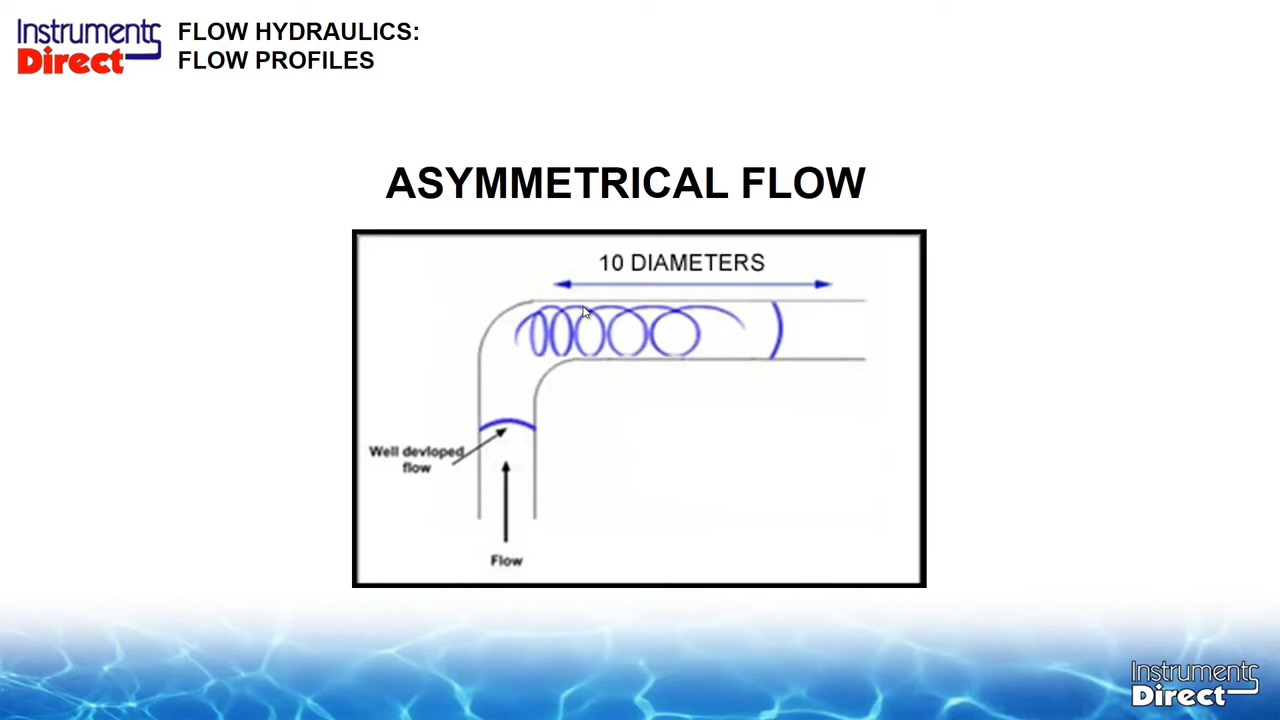 Instruments
Direct
FLOW HYDRAULICS:
FLOW PROFILES
ASYMMETRICAL FLOW
10 DIAMETERS
Well devloped
flow
Flow
Instruments
Direct